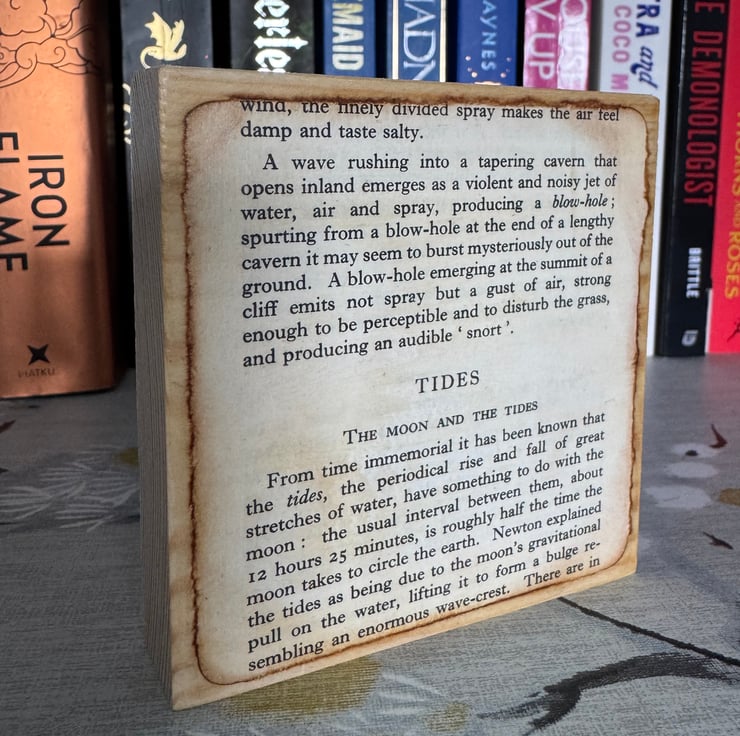 IRON
FLAME
PIATKUS
MAID
AYNES
V UP
RA and
COCO M
E DEMONOLOGIST
BRITTLE
ROSES
wind, the finely divided spray makes the air feel
damp and taste salty.
A wave rushing into a tapering cavern that
opens inland emerges as a violent and noisy jet of
water, air and spray, producing a blow-hole ;
spurting from a blow-hole at the end of a lengthy
cavern it may seem to burst mysteriously out of the
ground. A blow-hole emerging at the summit of a
cliff emits not spray but a gust of air, strong
enough to be perceptible and to disturb the grass,
and producing an audible ‘ snort ’.
TIDES
THE MOON AND THE TIDES
From time immemorial it has been known that
the tides, the periodical rise and fall of great
stretches of water, have something to do with the
moon : the usual interval between them, about
12 hours 25 minutes, is roughly half the time the
moon takes to circle the earth. Newton explained
the tides as being due to the moon’s gravitational
pull on the water, lifting it to form a bulge re-
sembling an enormous wave-crest. There are in